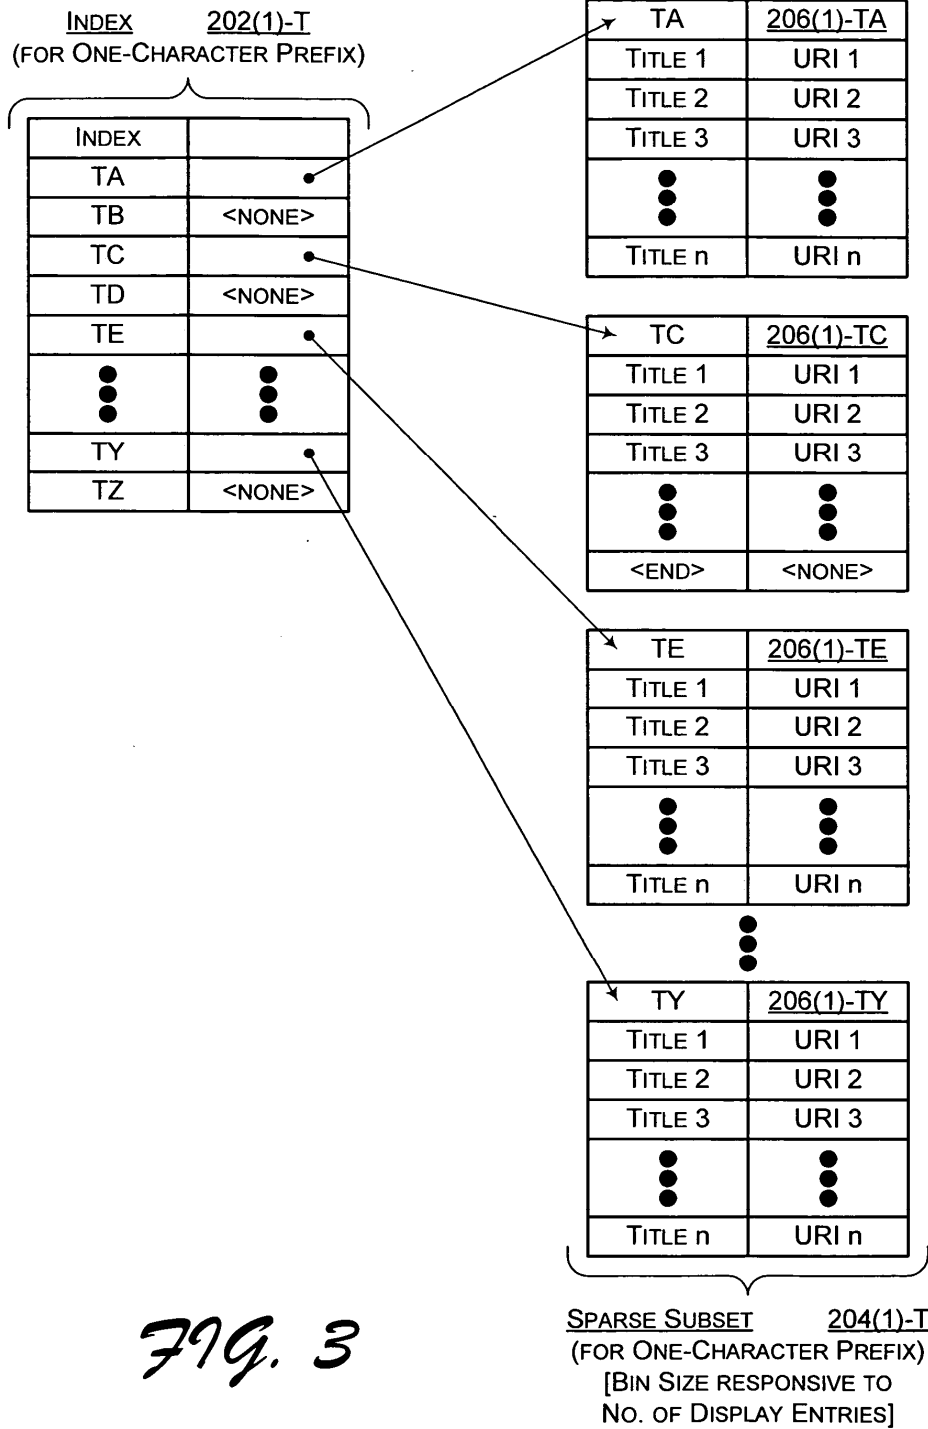 INDEX 202(1)-T
(FOR ONE-CHARACTER PREFIX)
INDEX
TA
TB <NONE>
TC
TD <NONE>
TE
TY
TZ <NONE>
TA 206(1)-TA
TITLE 1 URI 1
TITLE 2 URI 2
TITLE 3 URI 3
TITLE n URI n
TC 206(1)-TC
TITLE 1 URI 1
TITLE 2 URI 2
TITLE 3 URI 3
<END> <NONE>
TE 206(1)-TE
TITLE 1 URI 1
TITLE 2 URI 2
TITLE 3 URI 3
TITLE n URI n
TY 206(1)-TY
TITLE 1 URI 1
TITLE 2 URI 2
TITLE 3 URI 3
TITLE n URI n
SPARSE SUBSET 204(1)-T
(FOR ONE-CHARACTER PREFIX)
[BIN SIZE RESPONSIVE TO
NO. OF DISPLAY ENTRIES]
FIG. 3